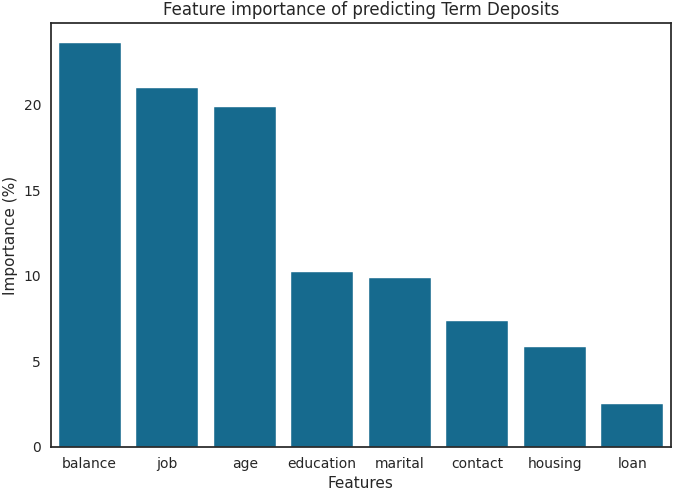 Feature importance of predicting Term Deposits
Importance (%)
20
15
10
5
0
balance job age education marital contact housing loan
Features